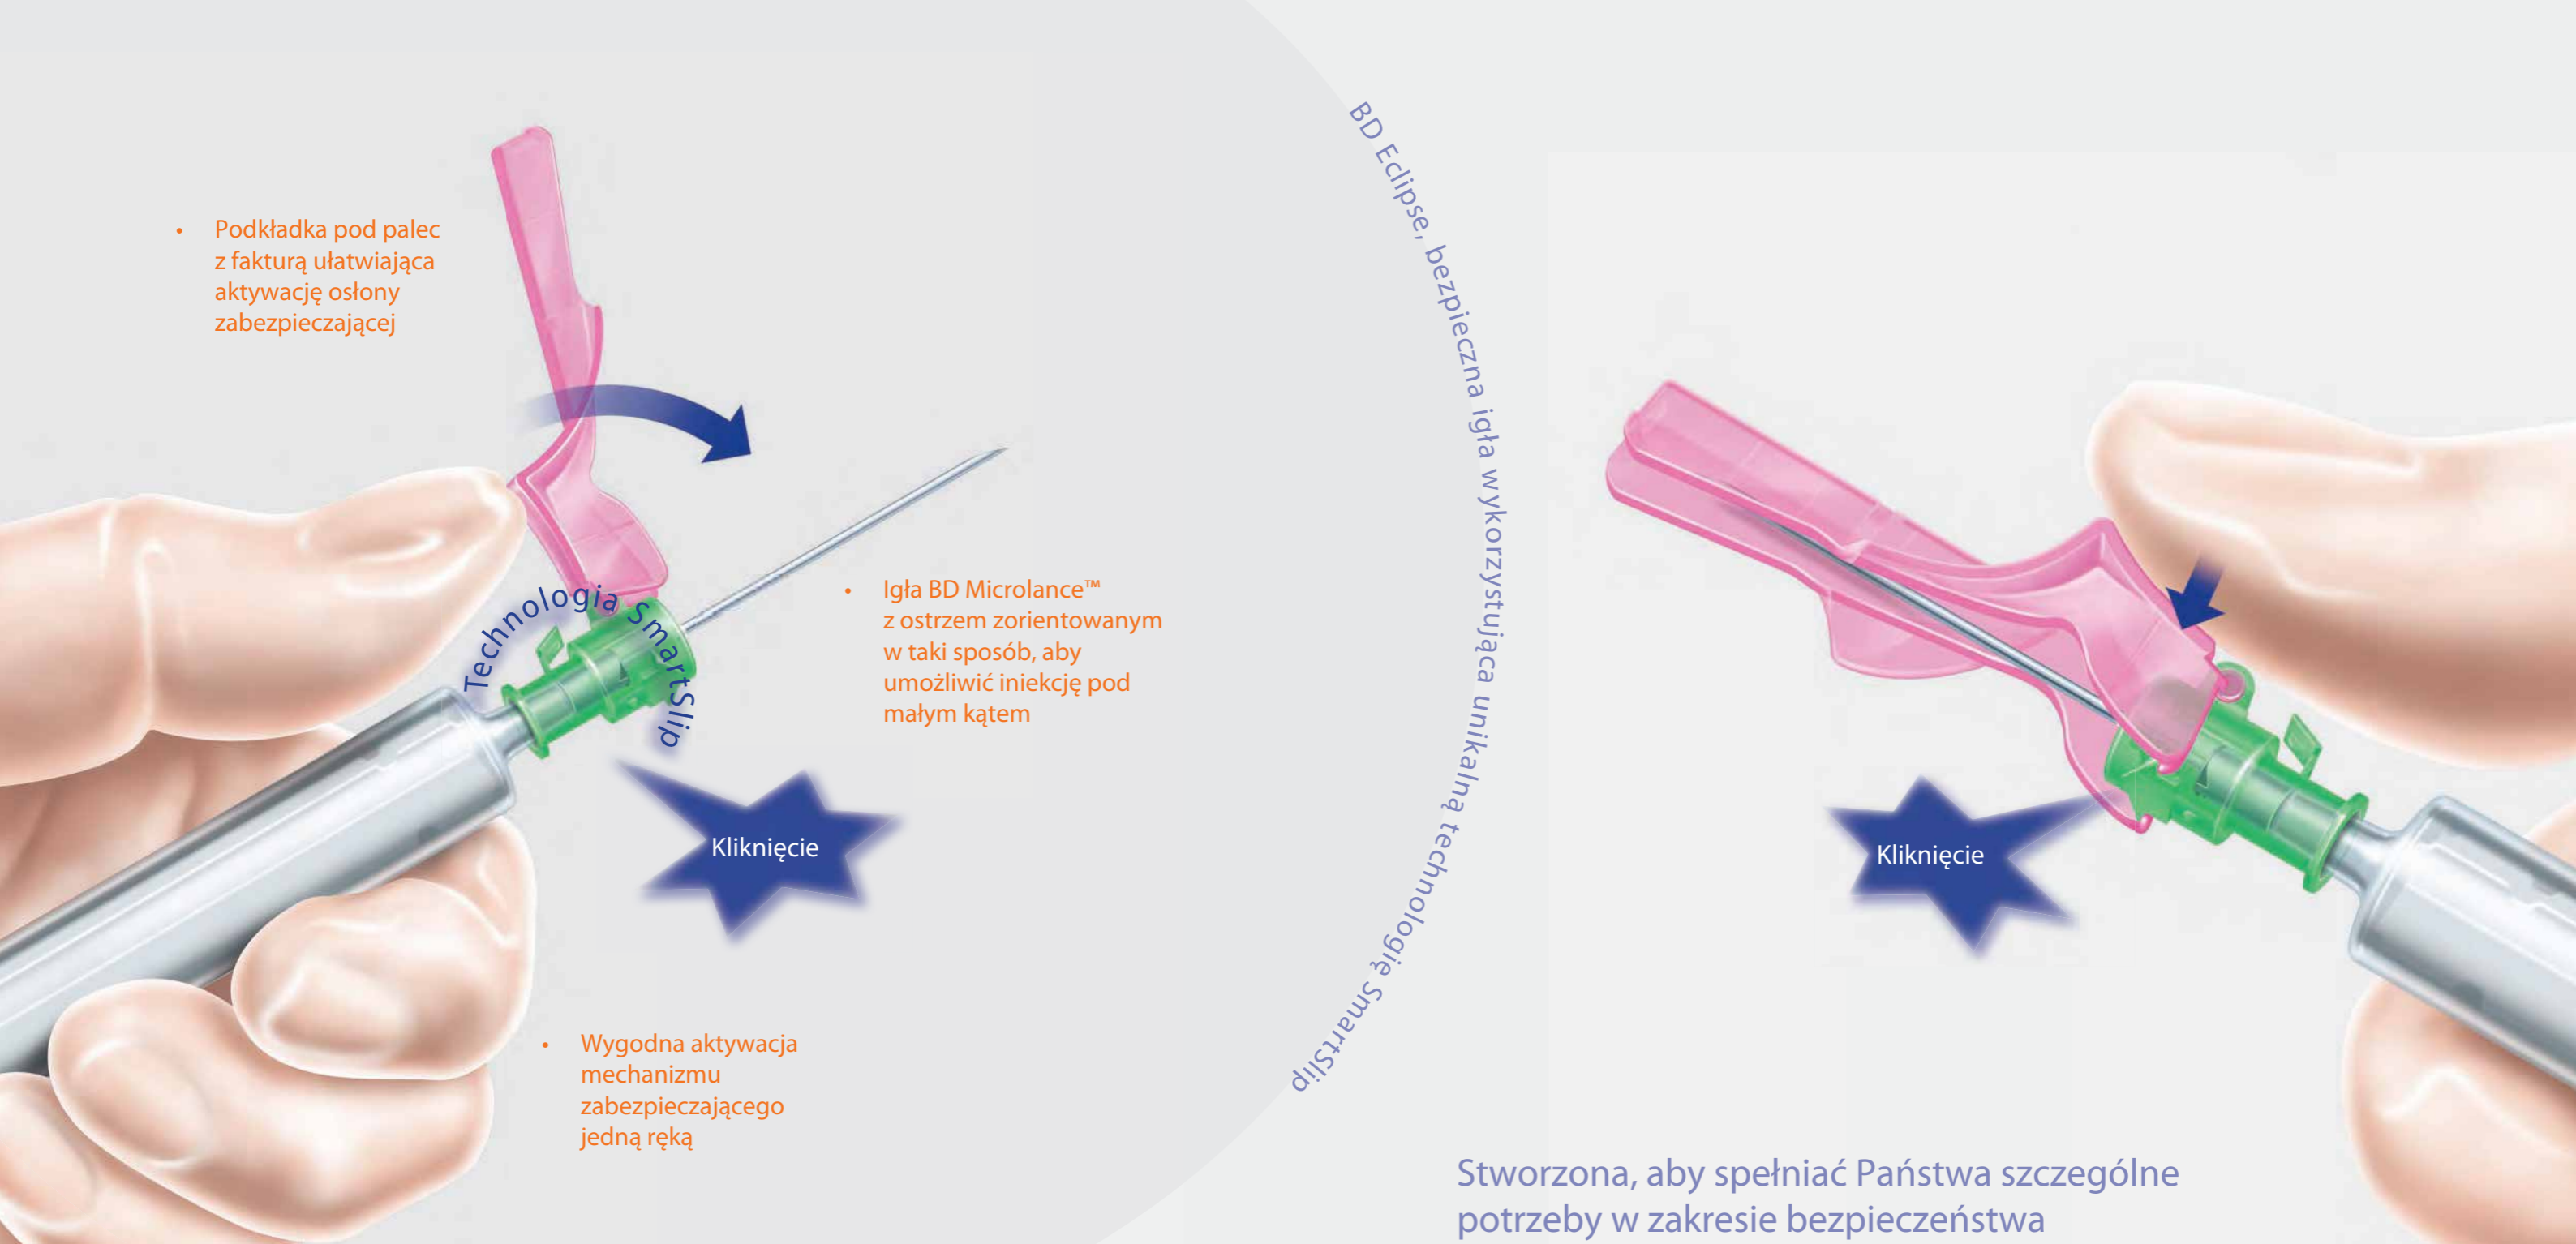 • Podkładka pod palec
z fakturą ułatwiająca
aktywację osłony
zabezpieczającej
Technologia SmartSlip
• Igła BD Microlance™
z ostrzem zorientowanym
w taki sposób, aby
umożliwić iniekcję pod
małym kątem
Kliknięcie
• Wygodna aktywacja
mechanizmu
zabezpieczającego
jedną ręką
BD Eclipse, bezpieczna igła wykorzystująca unikalną technologię SmartSlip
Kliknięcie
Stworzona, aby spełniać Państwa szczególne
potrzeby w zakresie bezpieczeństwa